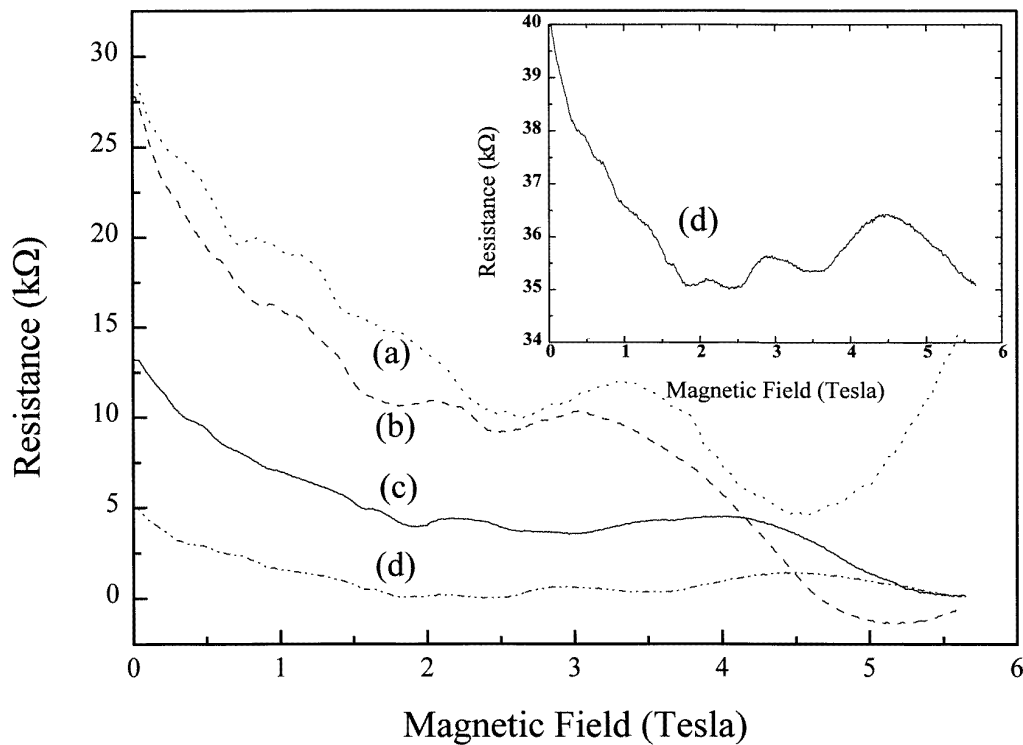 Resistance (kΩ)
30
25
20
15
10
5
0
0 1 2 3 4 5 6
Magnetic Field (Tesla)
(a)
(b)
(c)
(d)
Resistance (kΩ)
40
39
38
37
36
35
34
0 1 2 3 4 5 6
Magnetic Field (Tesla)
(d)